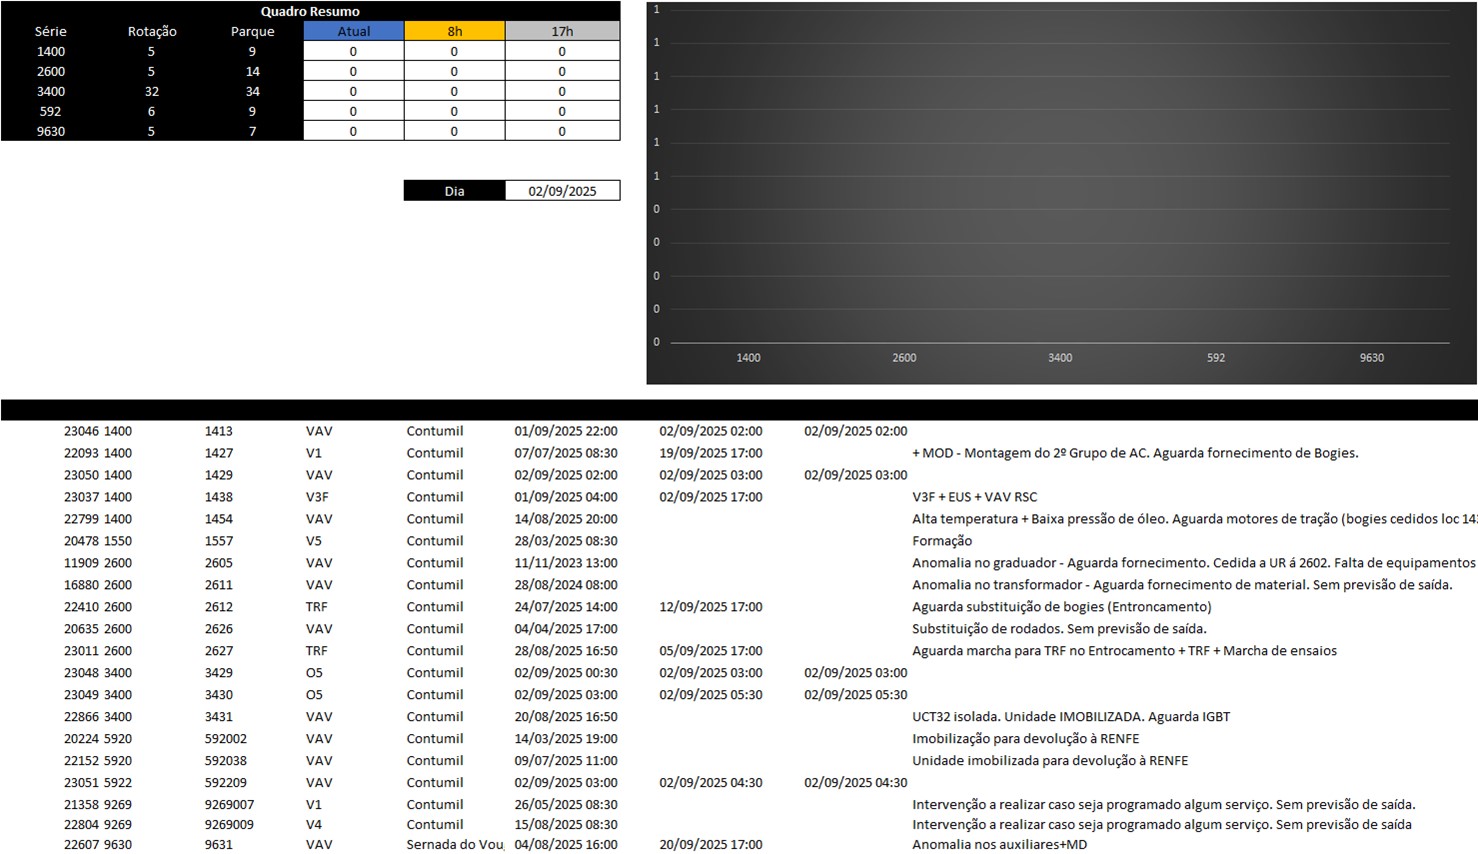 Quadro Resumo
Série Rotação Parque Atual 8h 17h
1400 5 9 0 0 0
2600 5 14 0 0 0
3400 32 34 0 0 0
592 6 9 0 0 0
9630 5 7 0 0 0
Dia 02/09/2025
1
1
1
1
1
1
0
0
0
0
0
1400 2600 3400 592 9630
23046 1400 1413 VAV Contumil 01/09/2025 22:00 02/09/2025 02:00 02/09/2025 02:00
22093 1400 1427 V1 Contumil 07/07/2025 08:30 19/09/2025 17:00 + MOD - Montagem do 2º Grupo de AC. Aguarda fornecimento de Bogies.
23050 1400 1429 VAV Contumil 02/09/2025 02:00 02/09/2025 03:00 02/09/2025 03:00
23037 1400 1438 V3F Contumil 01/09/2025 04:00 02/09/2025 17:00 V3F + EUS + VAV RSC
22799 1400 1454 VAV Contumil 14/08/2025 20:00 Alta temperatura + Baixa pressão de óleo. Aguarda motores de tração (bogies cedidos loc
20478 1550 1557 V5 Contumil 28/03/2025 08:30 Formação
11909 2600 2605 VAV Contumil 11/11/2023 13:00 Anomalia no graduador - Aguarda fornecimento. Cedida a UR á 2602. Falta de equipamentos
16880 2600 2611 VAV Contumil 28/08/2024 08:00 Anomalia no transformador - Aguarda fornecimento de material. Sem previsão de saída.
22410 2600 2612 TRF Contumil 24/07/2025 14:00 12/09/2025 17:00 Aguarda substituição de bogies (Entroncamento)
20635 2600 2626 VAV Contumil 04/04/2025 17:00 Substituição de rodados. Sem previsão de saída.
23011 2600 2627 TRF Contumil 28/08/2025 16:50 05/09/2025 17:00 Aguarda marcha para TRF no Entrocamento + TRF + Marcha de ensaios
23048 3400 3429 O5 Contumil 02/09/2025 00:30 02/09/2025 03:00 02/09/2025 03:00
23049 3400 3430 O5 Contumil 02/09/2025 03:00 02/09/2025 05:30 02/09/2025 05:30
22866 3400 3431 VAV Contumil 20/08/2025 16:50 UCT32 isolada. Unidade IMOBILIZADA. Aguarda IGBT
20224 5920 592002 VAV Contumil 14/03/2025 19:00 Imobilização para devolução à RENFE
22152 5920 592038 VAV Contumil 09/07/2025 11:00 Unidade imobilizada para devolução à RENFE
23051 5922 592209 VAV Contumil 02/09/2025 03:00 02/09/2025 04:30 02/09/2025 04:30
21358 9269 9269007 V1 Contumil 26/05/2025 08:30 Intervenção a realizar caso seja programado algum serviço. Sem previsão de saída.
22804 9269 9269009 V4 Contumil 15/08/2025 08:30 Intervenção a realizar caso seja programado algum serviço. Sem previsão de saída
22607 9630 9631 VAV Sernada do Vou 04/08/2025 16:00 20/09/2025 17:00 Anomalia nos auxiliares+MD